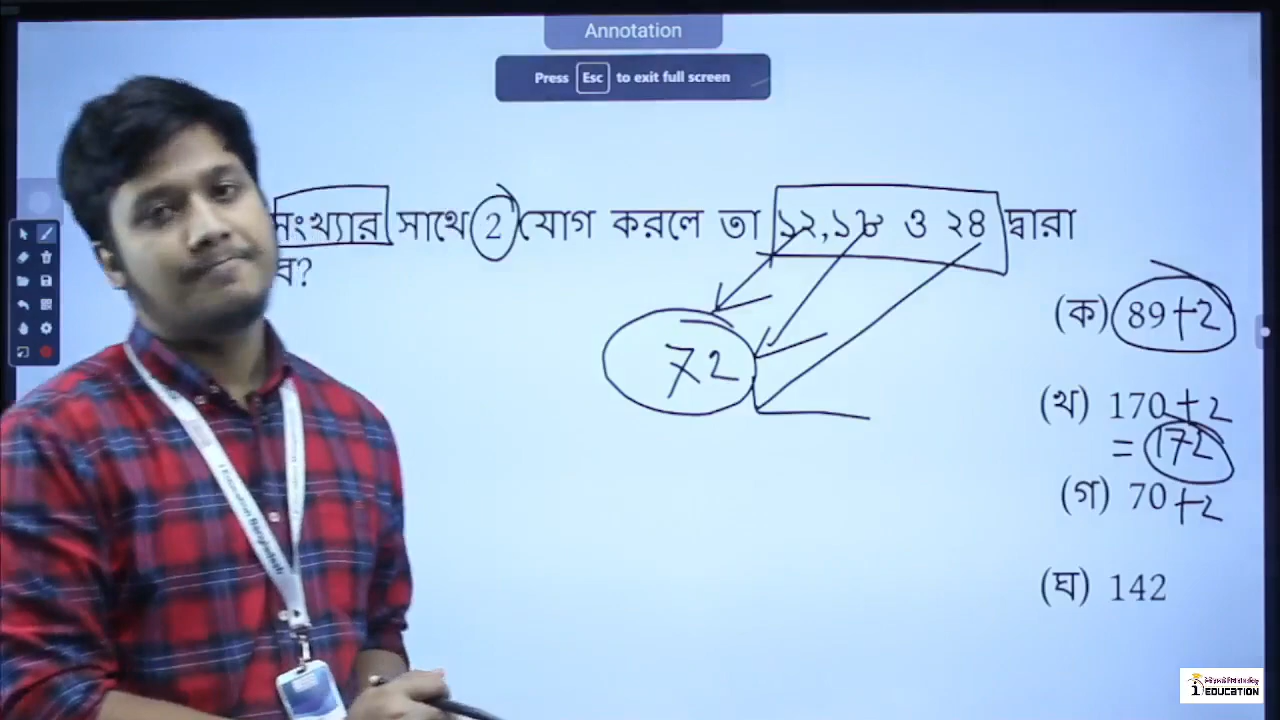 Annotation
Press Esc to exit full screen
সংখ্যার সাথে 2 যোগ করলে তা ১২,১৮ ও ২৪ দ্বারা
ব?
72
(ক) 89+2
(খ) 170+2
= 172
(গ) 70+2
(ঘ) 142
EDUCATION